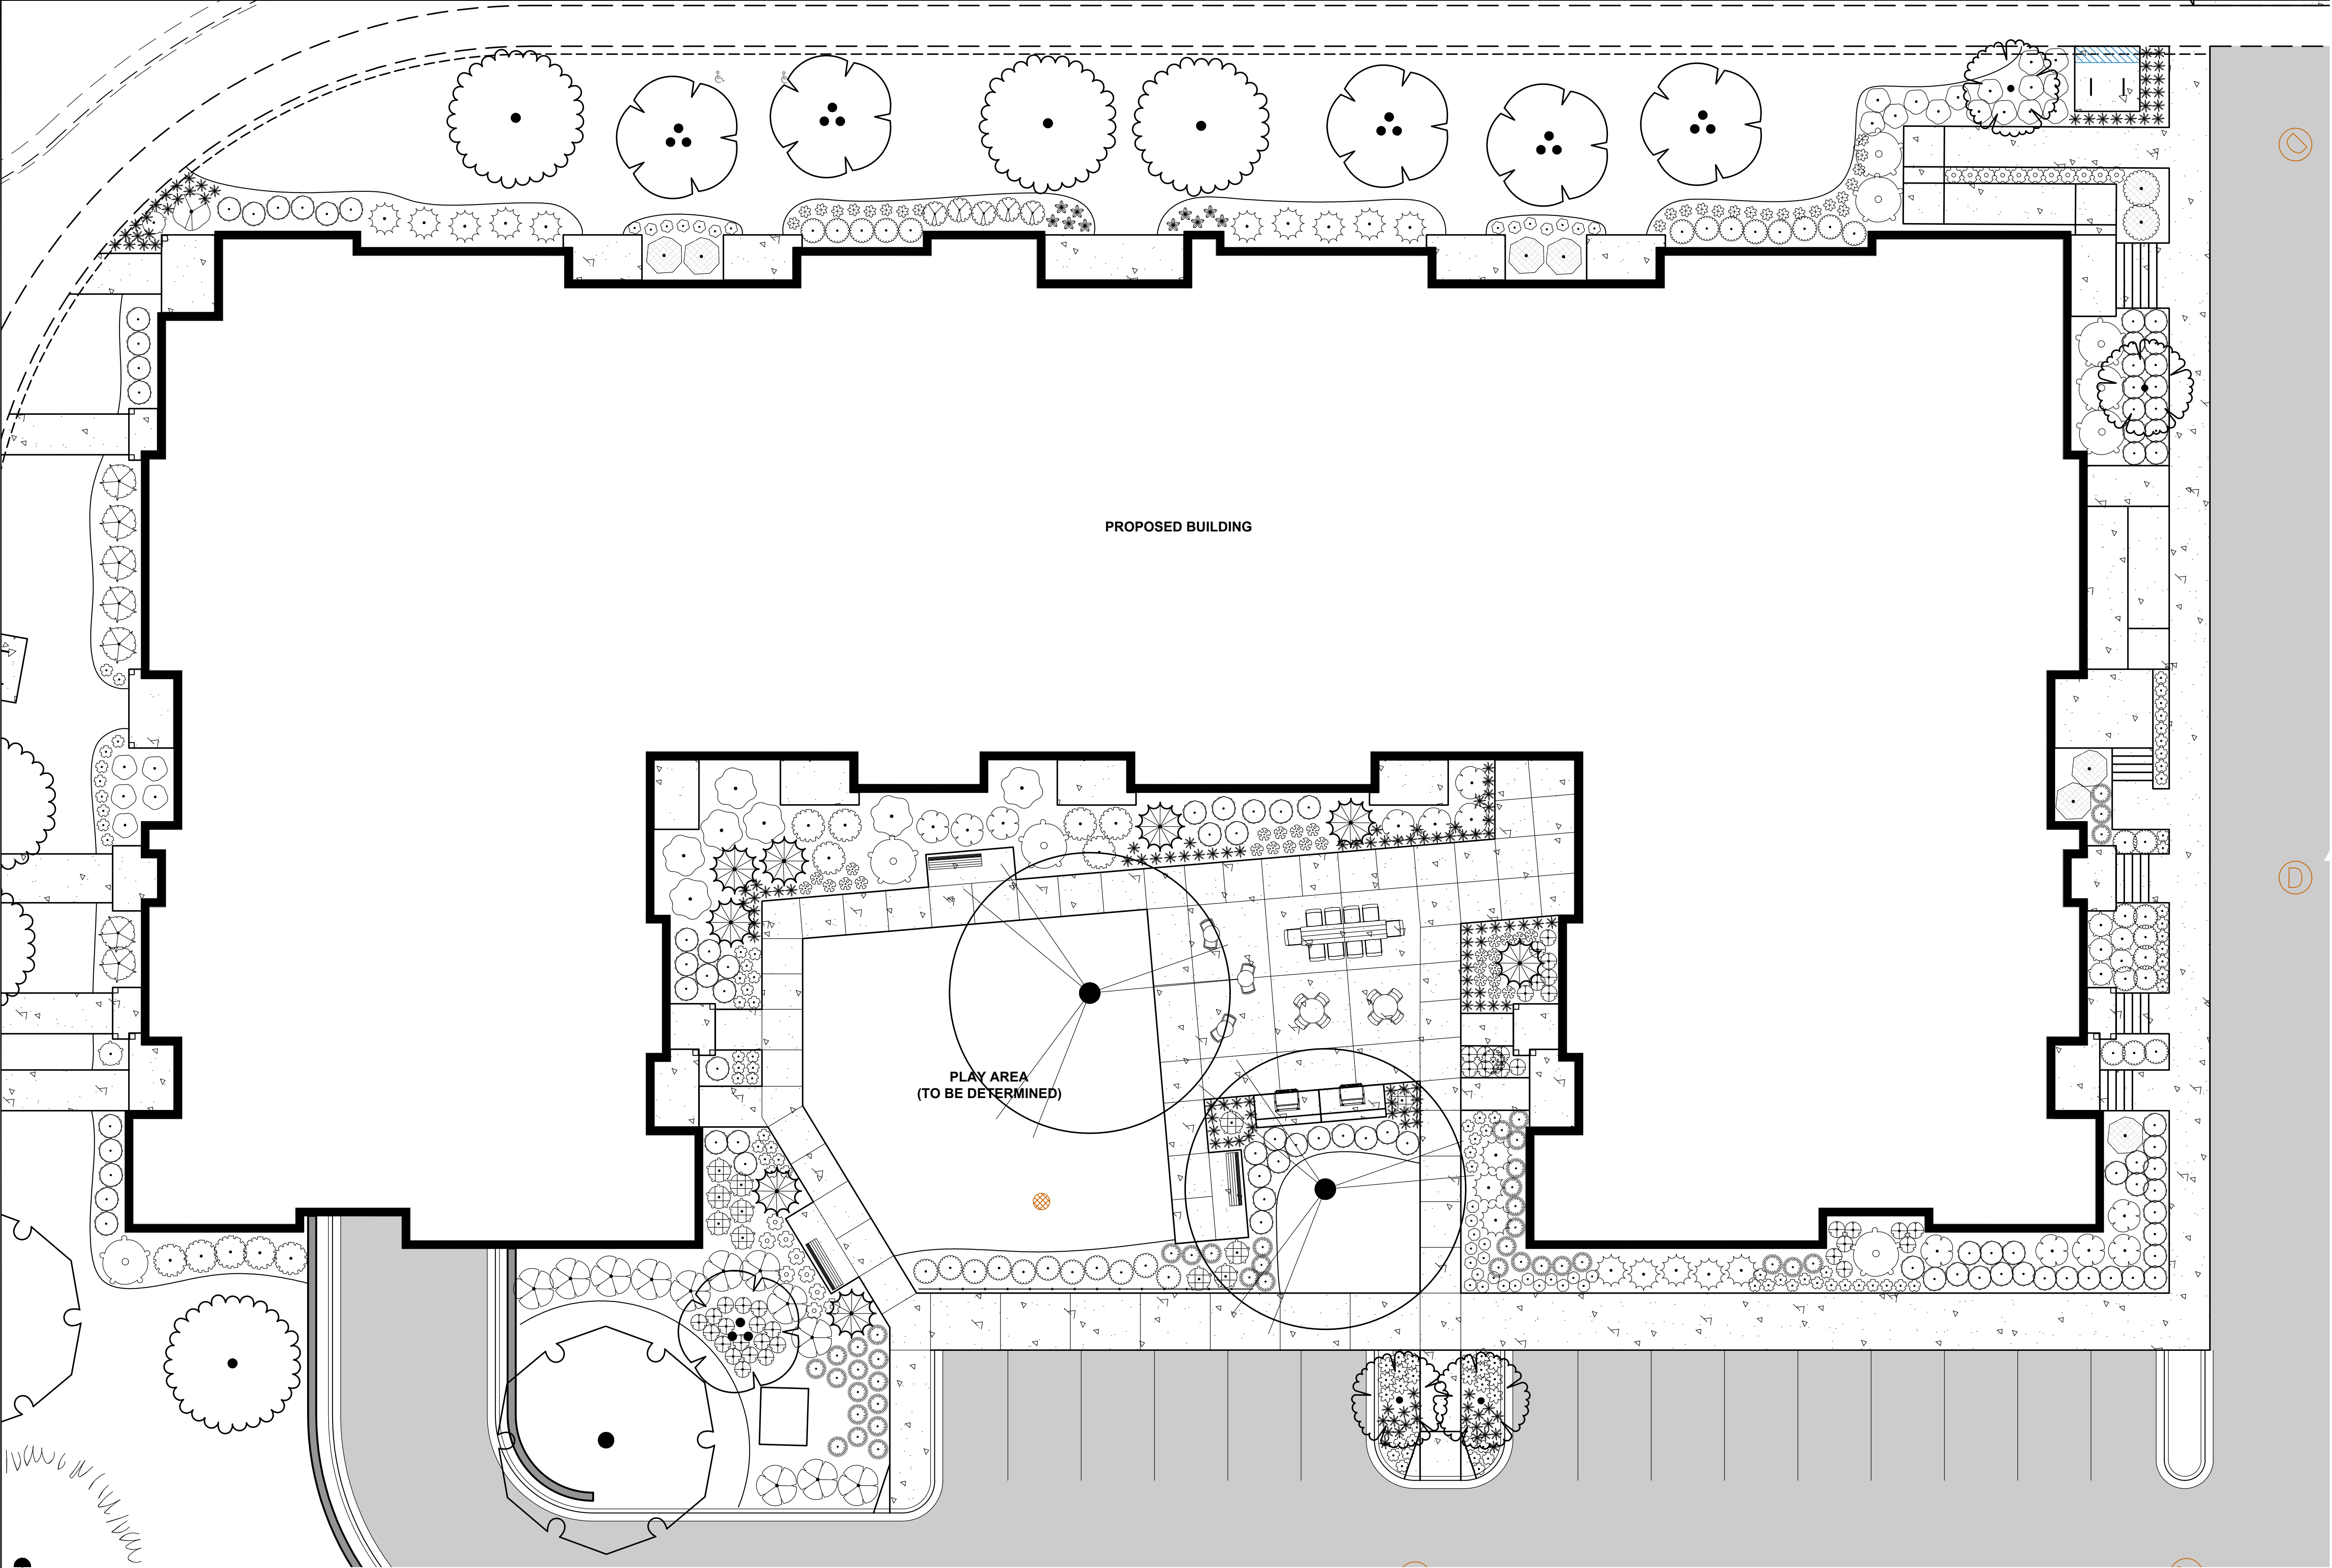 D
PROPOSED BUILDING
D
PLAY AREA
(TO BE DETERMINED)